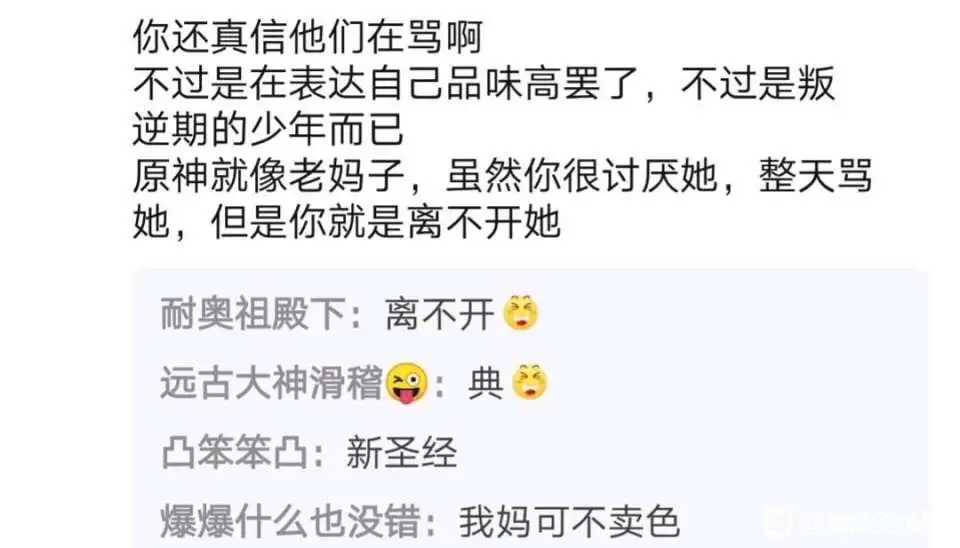 你还真信他们在骂啊
不过是在表达自己品味高罢了，不过是叛
逆期的少年而已
原神就像老妈子，虽然你很讨厌她，整天骂
她，但是你就是离不开她
耐奥祖殿下：离不开😆
远古大神滑稽😜：典😆
凸笨笨凸：新圣经
爆爆什么也没错：我妈可不卖色